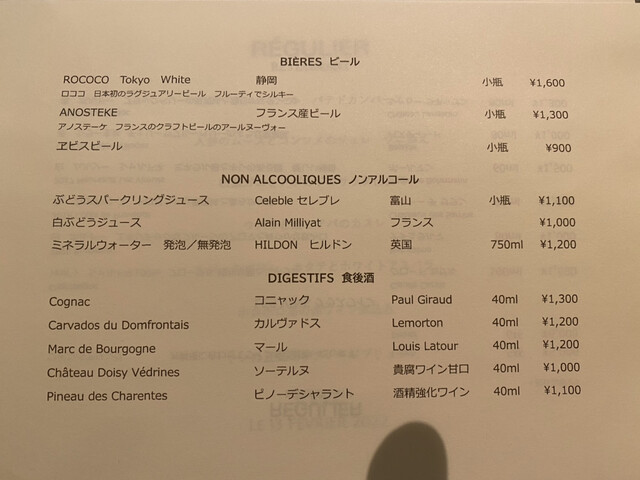 BIÈRES ビール
ROCOCO Tokyo White 静岡 小瓶 ¥1,600
ロココ 日本初のラグジュアリービール フルーティでシルキー
ANOSTEKE フランス産ビール 小瓶 ¥1,300
アノステーケ フランスのクラフトビールのアールヌーヴォー
ヱビスビール 小瓶 ¥900
NON ALCOOLIQUES ノンアルコール
ぶどうスパークリングジュース Celeble セレブレ 富山 小瓶 ¥1,100
白ぶどうジュース Alain Milliyat フランス ¥1,000
ミネラルウォーター 発泡／無発泡 HILDON ヒルドン 英国 750ml ¥1,200
DIGESTIFS 食後酒
Cognac コニャック Paul Giraud 40ml ¥1,300
Carvados du Domfrontais カルヴァドス Lemorton 40ml ¥1,200
Marc de Bourgogne マール Louis Latour 40ml ¥1,200
Château Doisy Védrines ソーテルヌ 貴腐ワイン甘口 40ml ¥1,000
Pineau des Charentes ピノーデシャラント 酒精強化ワイン 40ml ¥1,100